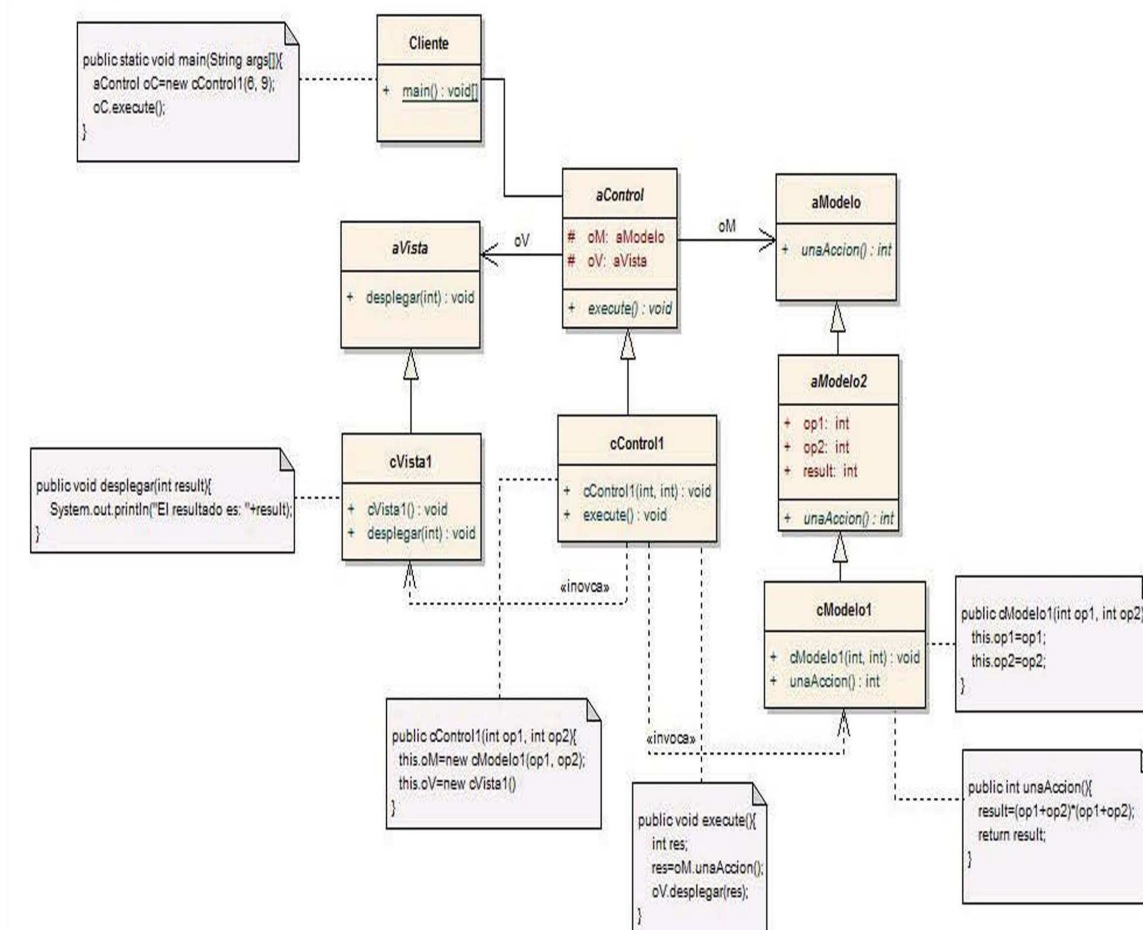 public static void main(String args[]){
aControl oC=new cControl1(6, 9);
oC.execute();
}
Cliente
+ main() : void[]
aControl
# oM: aModelo
# oV: aVista
+ execute() : void
aModelo
+ unaAccion() : int
oM
oV
aVista
+ desplegar(int) : void
aModelo2
+ op1: int
+ op2: int
+ result: int
+ unaAccion() : int
public void desplegar(int result){
System.out.println("El resultado es: "+result);
}
cVista1
+ cVista1() : void
+ desplegar(int) : void
cControl1
+ cControl1(int, int) : void
+ execute() : void
«inovca»
cModelo1
+ cModelo1(int, int) : void
+ unaAccion() : int
public cModelo1(int op1, int op2)
this.op1=op1;
this.op2=op2;
}
public cControl1(int op1, int op2){
this.oM=new cModelo1(op1, op2);
this.oV=new cVista1()
}
«invoca»
public void execute(){
int res;
res=oM.unaAccion();
oV.desplegar(res);
}
public int unaAccion(){
result=(op1+op2)*(op1+op2);
return result;
}